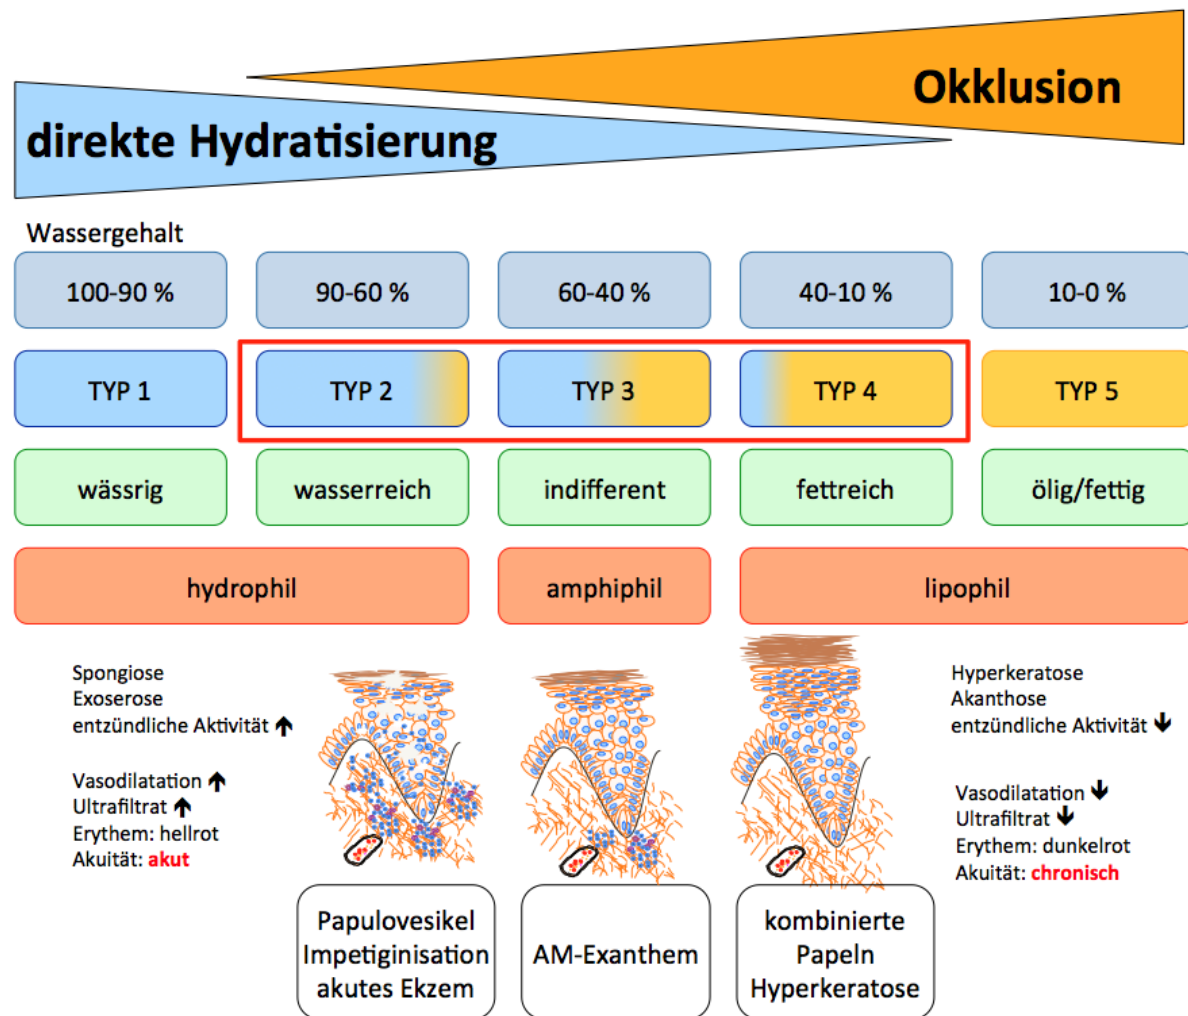 Okklusion
direkte Hydratisierung
Wassergehalt
100-90 %
90-60 %
60-40 %
40-10 %
10-0 %
TYP 1
TYP 2
TYP 3
TYP 4
TYP 5
wässrig
wasserreich
indifferent
fettreich
ölig/fettig
hydrophil
amphiphil
lipophil
Spongiose
Exoserose
entzündliche Aktivität ↑
Vasodilatation ↑
Ultrafiltrat ↑
Erythem: hellrot
Akuität: akut
Hyperkeratose
Akanthose
entzündliche Aktivität ↓
Vasodilatation ↓
Ultrafiltrat ↓
Erythem: dunkelrot
Akuität: chronisch
Papulovesikel
Impetiginisation
akutes Ekzem
AM-Exanthem
kombinierte
Papeln
Hyperkeratose